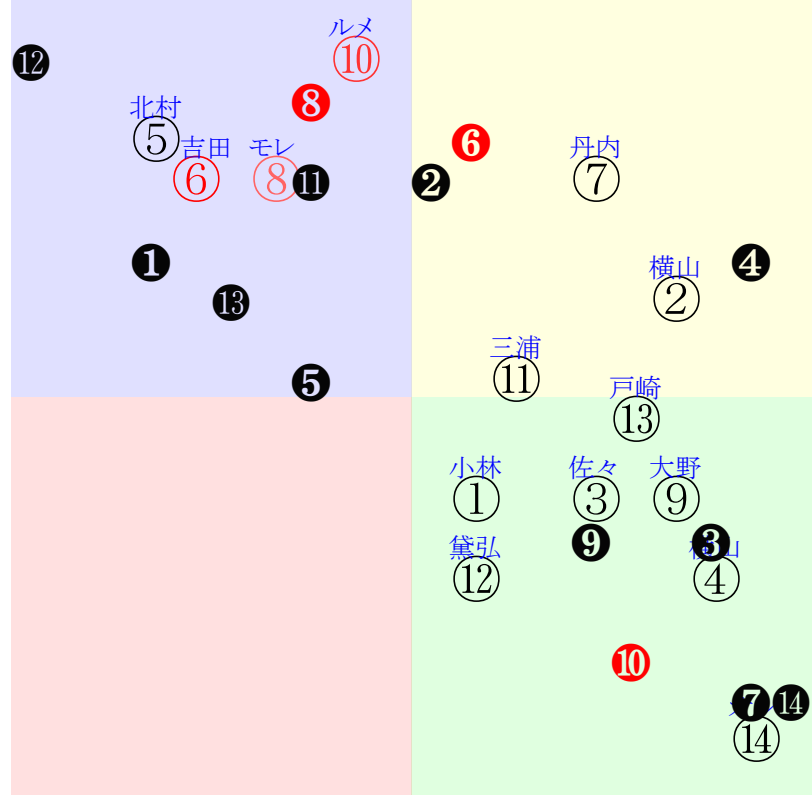 ルメ
⑩
⓬
❽
北村
⑤
吉田
⑥
モレ
⑧
⓫
❻
❷
丹内
⑦
❶
横山
②
❹
⓭
三浦
⑪
❺
戸崎
⑬
小林
①
佐々
③
大野
⑨
黛弘
⑫
❾
❸
山
④
❿
❼
⓮
⑭